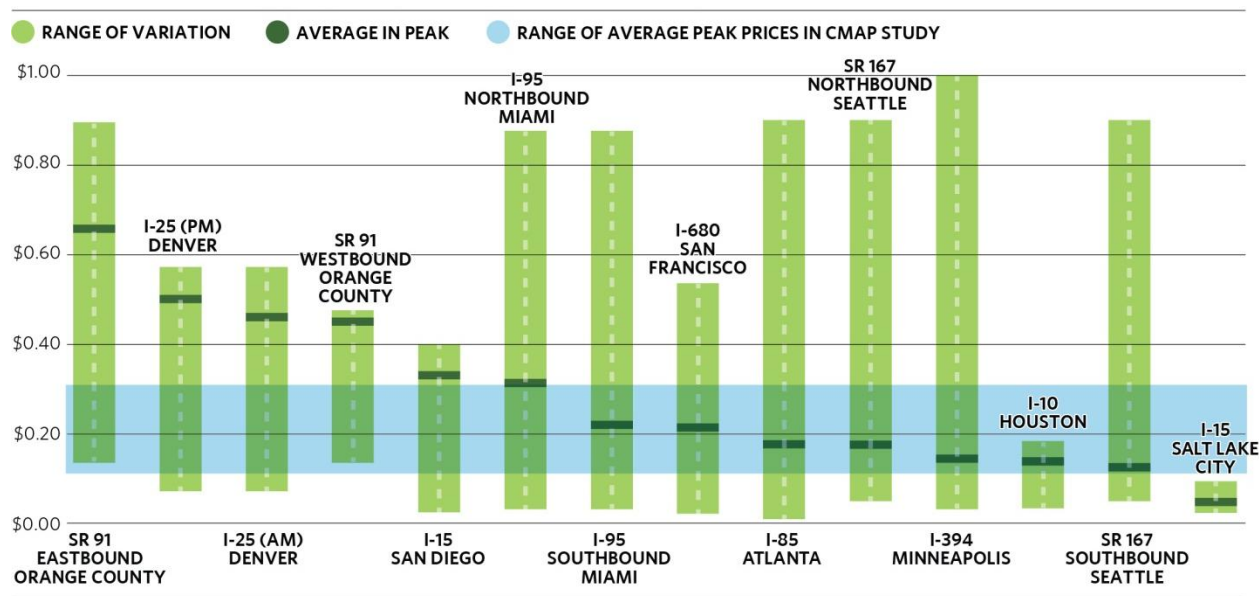 RANGE OF VARIATION
AVERAGE IN PEAK
RANGE OF AVERAGE PEAK PRICES IN CMAP STUDY
$1.00
$0.80
$0.60
$0.40
$0.20
$0.00
I-25 (PM)
DENVER
SR 91
WESTBOUND
ORANGE
COUNTY
I-95
NORTHBOUND
MIAMI
I-680
SAN
FRANCISCO
SR 167
NORTHBOUND
SEATTLE
I-10
HOUSTON
I-15
SALT LAKE
CITY
SR 91
EASTBOUND
ORANGE COUNTY
I-25 (AM)
DENVER
I-15
SAN DIEGO
I-95
SOUTHBOUND
MIAMI
I-85
ATLANTA
I-394
MINNEAPOLIS
SR 167
SOUTHBOUND
SEATTLE